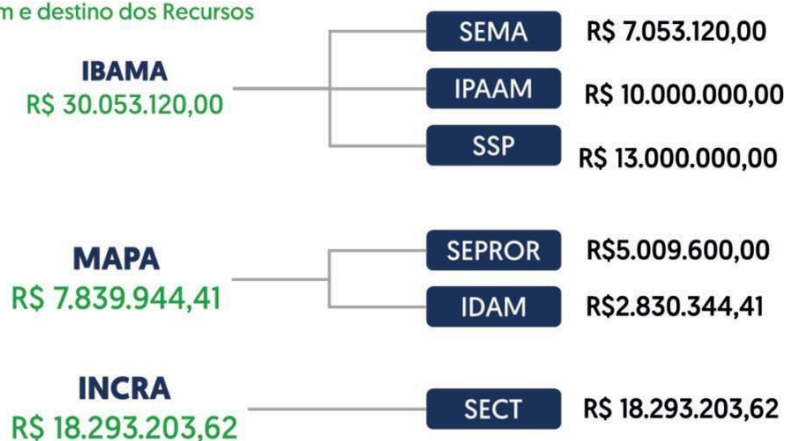 m e destino dos Recursos
IBAMA
R$ 30.053.120,00
SEMA R$ 7.053.120,00
IPAAM R$ 10.000.000,00
SSP R$ 13.000.000,00
MAPA
R$ 7.839.944,41
SEPROR R$5.009.600,00
IDAM R$2.830.344,41
INCRA
R$ 18.293.203,62
SECT R$ 18.293.203,62